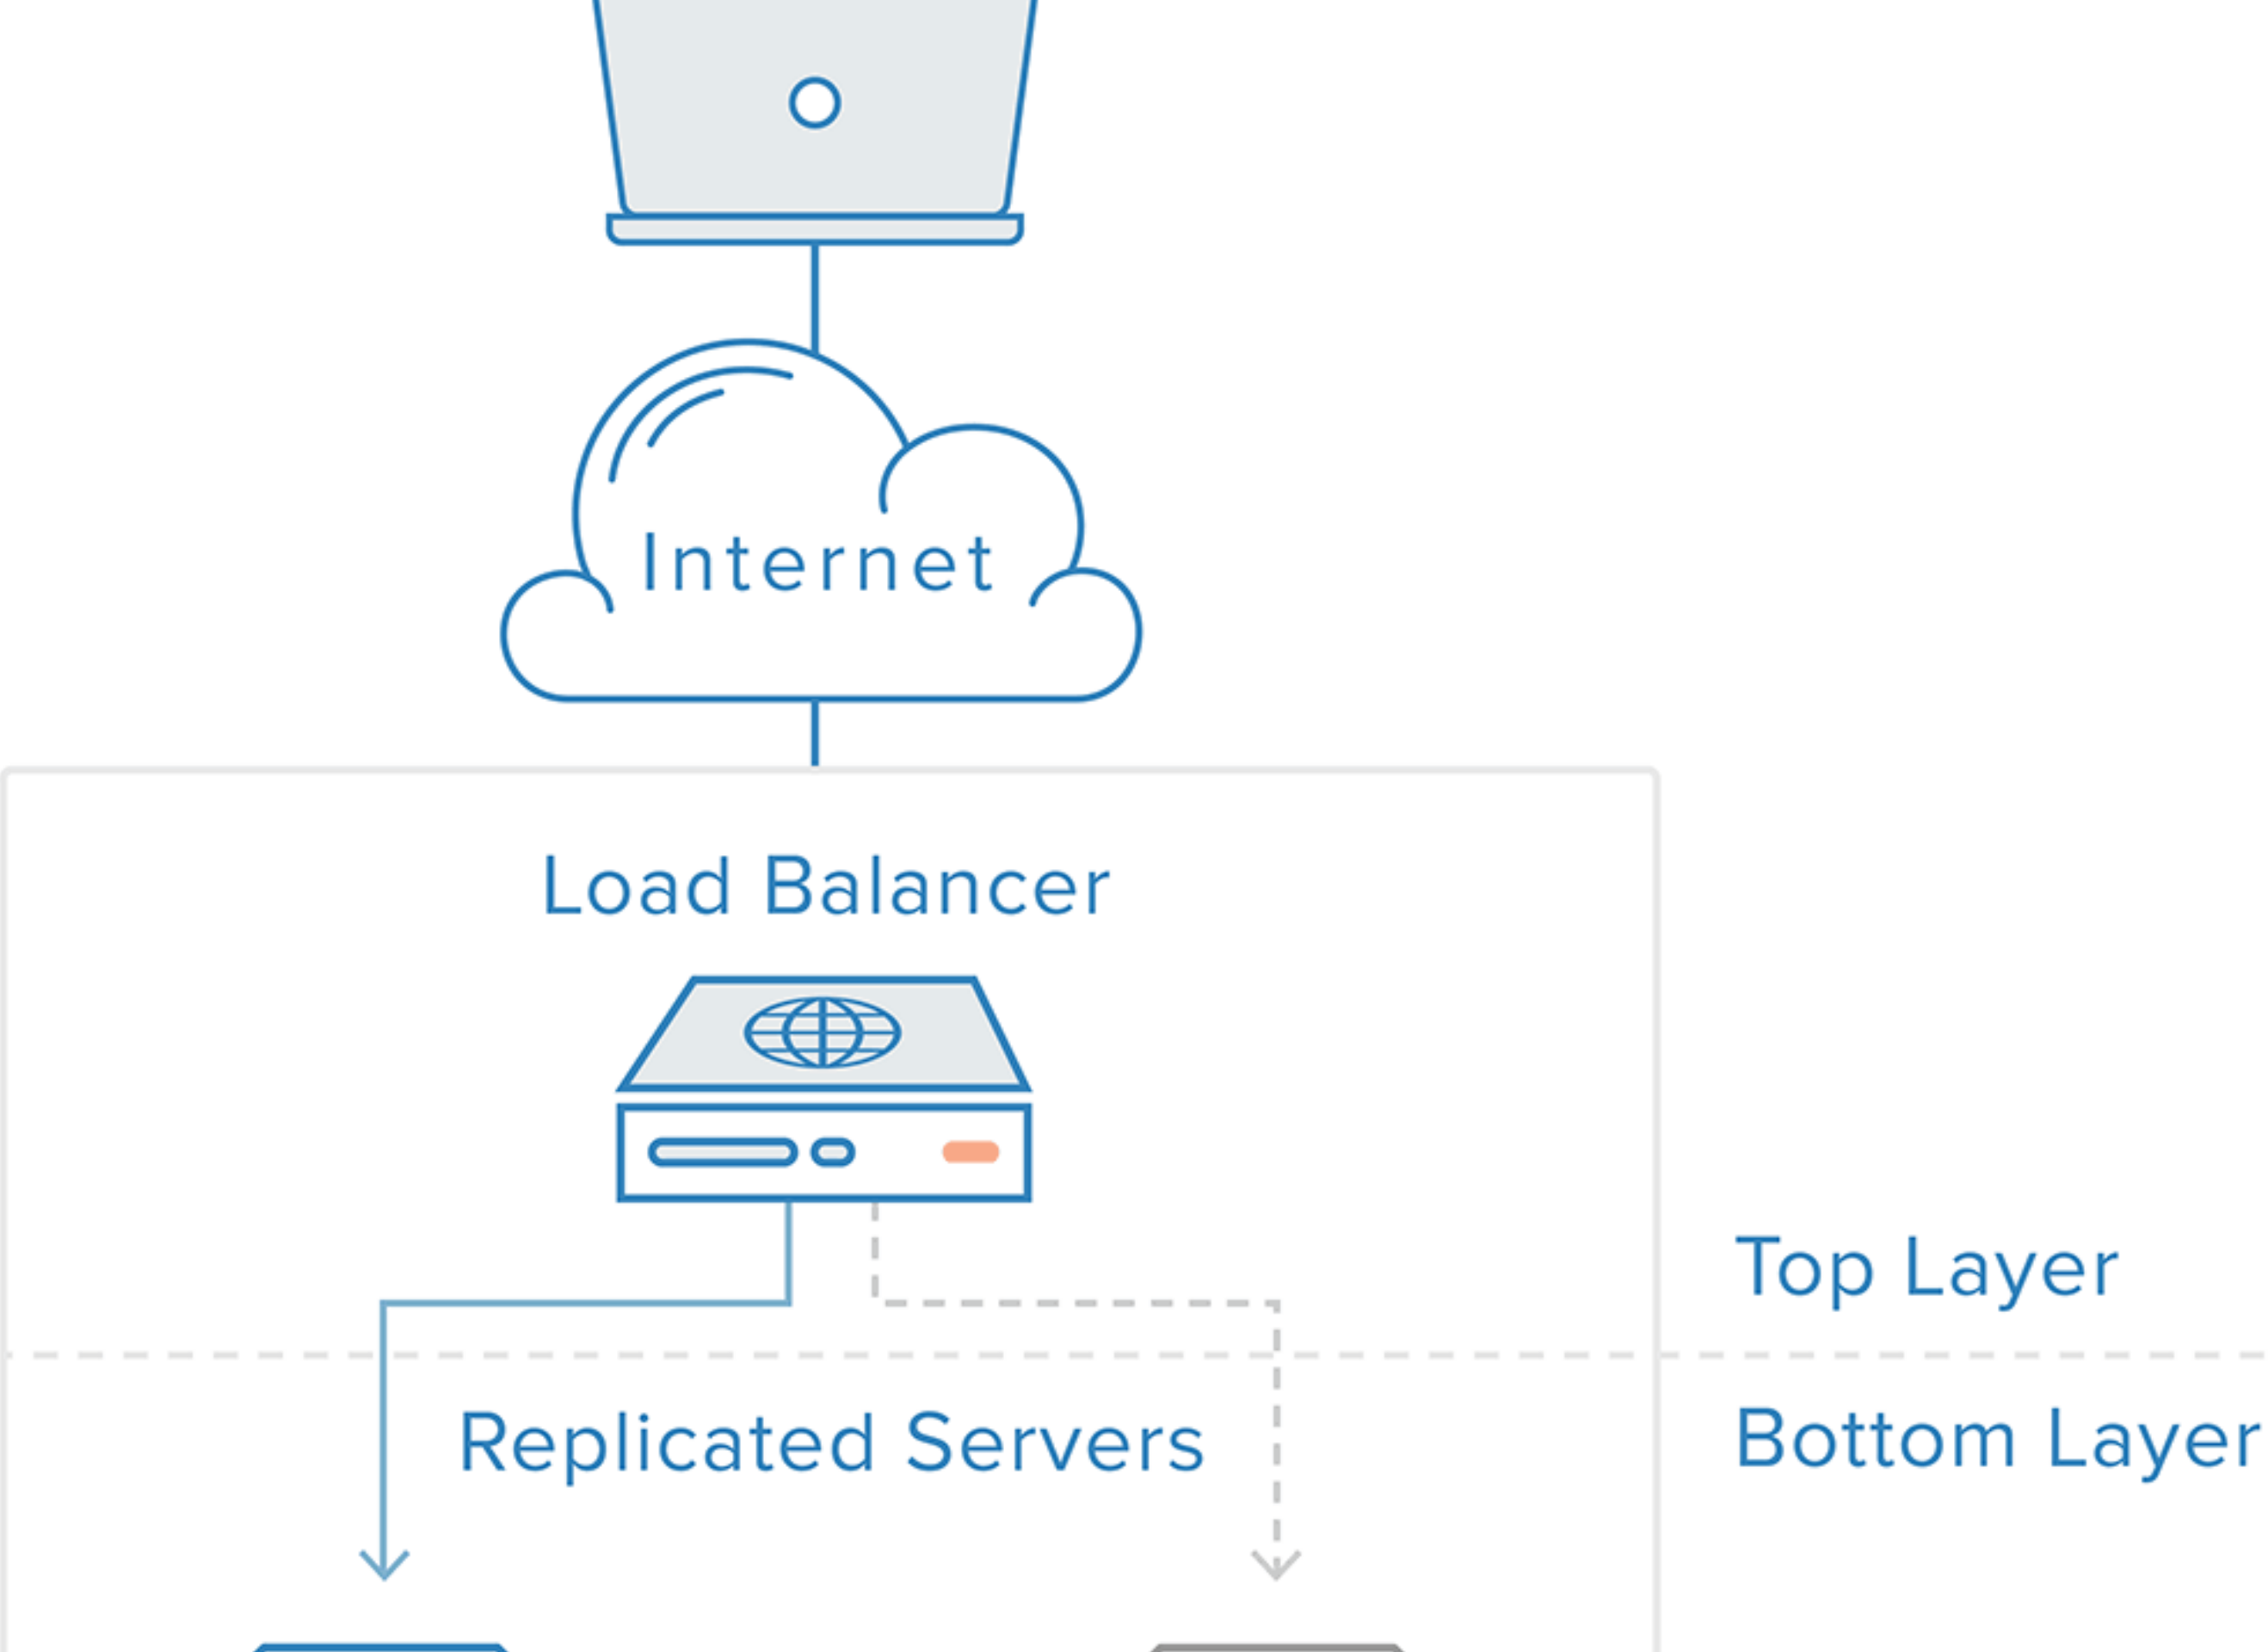 Internet
Load Balancer
Top Layer
Replicated Servers
Bottom Layer